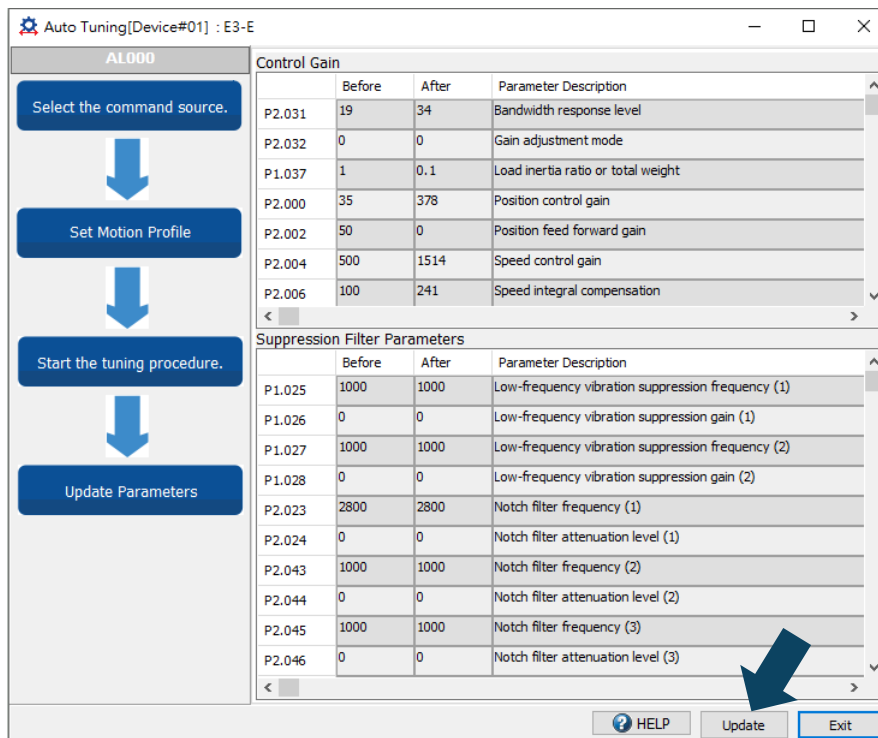 Auto Tuning[Device#01] : E3-E
AL000
Select the command source.
Set Motion Profile
Start the tuning procedure.
Update Parameters
Control Gain
Before After Parameter Description
P2.031 19 34 Bandwidth response level
P2.032 0 0 Gain adjustment mode
P1.037 1 0.1 Load inertia ratio or total weight
P2.000 35 378 Position control gain
P2.002 50 0 Position feed forward gain
P2.004 500 1514 Speed control gain
P2.006 100 241 Speed integral compensation
Suppression Filter Parameters
Before After Parameter Description
P1.025 1000 1000 Low-frequency vibration suppression frequency (1)
P1.026 0 0 Low-frequency vibration suppression gain (1)
P1.027 1000 1000 Low-frequency vibration suppression frequency (2)
P1.028 0 0 Low-frequency vibration suppression gain (2)
P2.023 2800 2800 Notch filter frequency (1)
P2.024 0 0 Notch filter attenuation level (1)
P2.043 1000 1000 Notch filter frequency (2)
P2.044 0 0 Notch filter attenuation level (2)
P2.045 1000 1000 Notch filter frequency (3)
P2.046 0 0 Notch filter attenuation level (3)
? HELP Update Exit